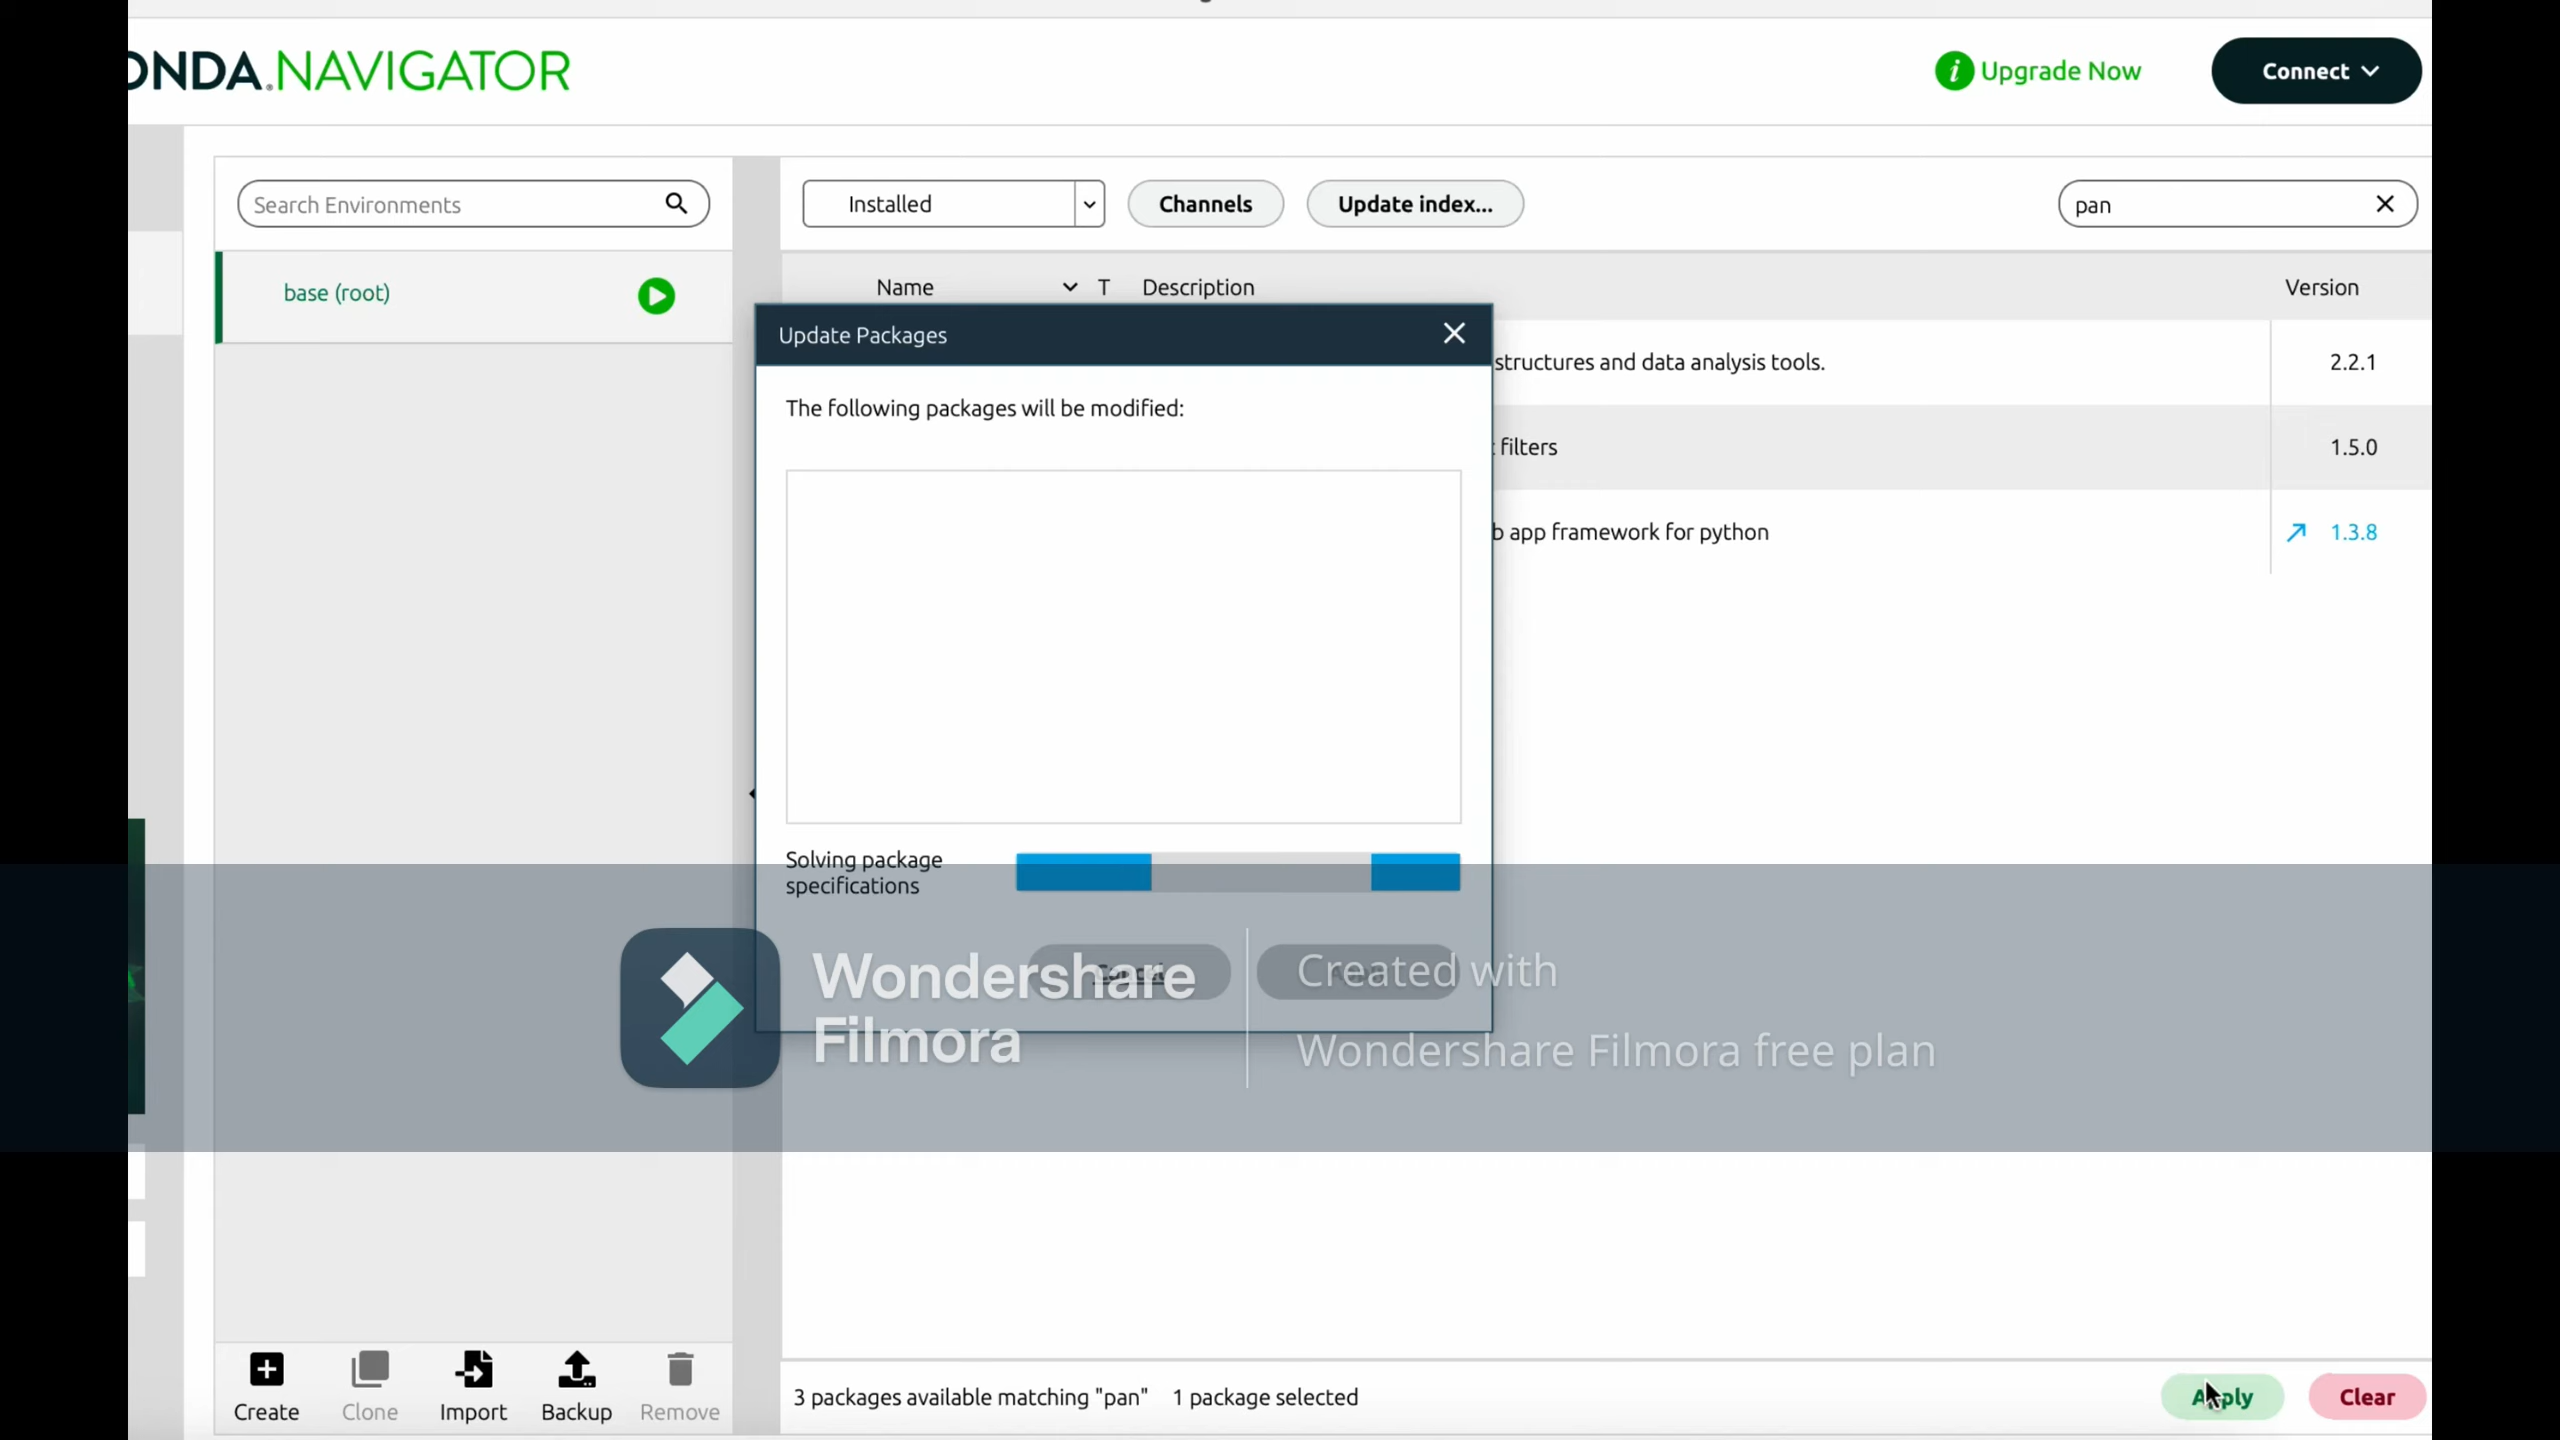 ONDA.NAVIGATOR
Upgrade Now
Connect
Search Environments
Installed
Channels
Update index...
pan
base (root)
Name
T
Description
Version
Update Packages
structures and data analysis tools.
2.2.1
The following packages will be modified:
filters
1.5.0
b app framework for python
1.3.8
Solving package
specifications
Wondershare
Filmora
Created with
Wondershare Filmora free plan
Create
Clone
Import
Backup
Remove
3 packages available matching "pan"
1 package selected
Apply
Clear